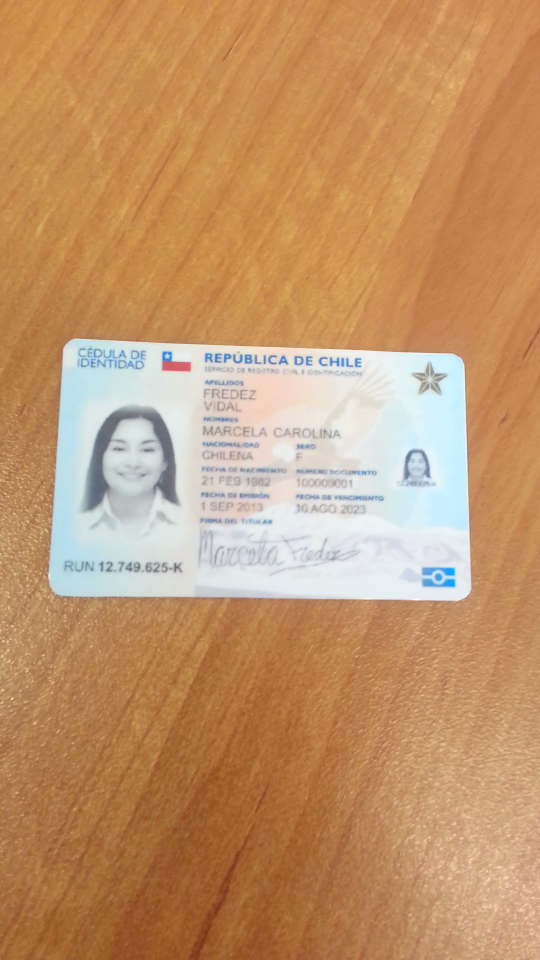 CÉDULA DE
IDENTIDAD
REPÚBLICA DE CHILE
SERVICIO DE REGISTRO CIVIL E IDENTIFICACIÓN
APELLIDOS
FREDEZ
VIDAL
NOMBRES
MARCELA CAROLINA
NACIONALIDAD SEXO
CHILENA F
FECHA DE NACIMIENTO NÚMERO DOCUMENTO
21 FEB 1982 100009001
FECHA DE EMISIÓN FECHA DE VENCIMIENTO
1 SEP 2013 10 AGO 2023
FIRMA DEL TITULAR
Marcela Fredez
RUN 12.749.625-K